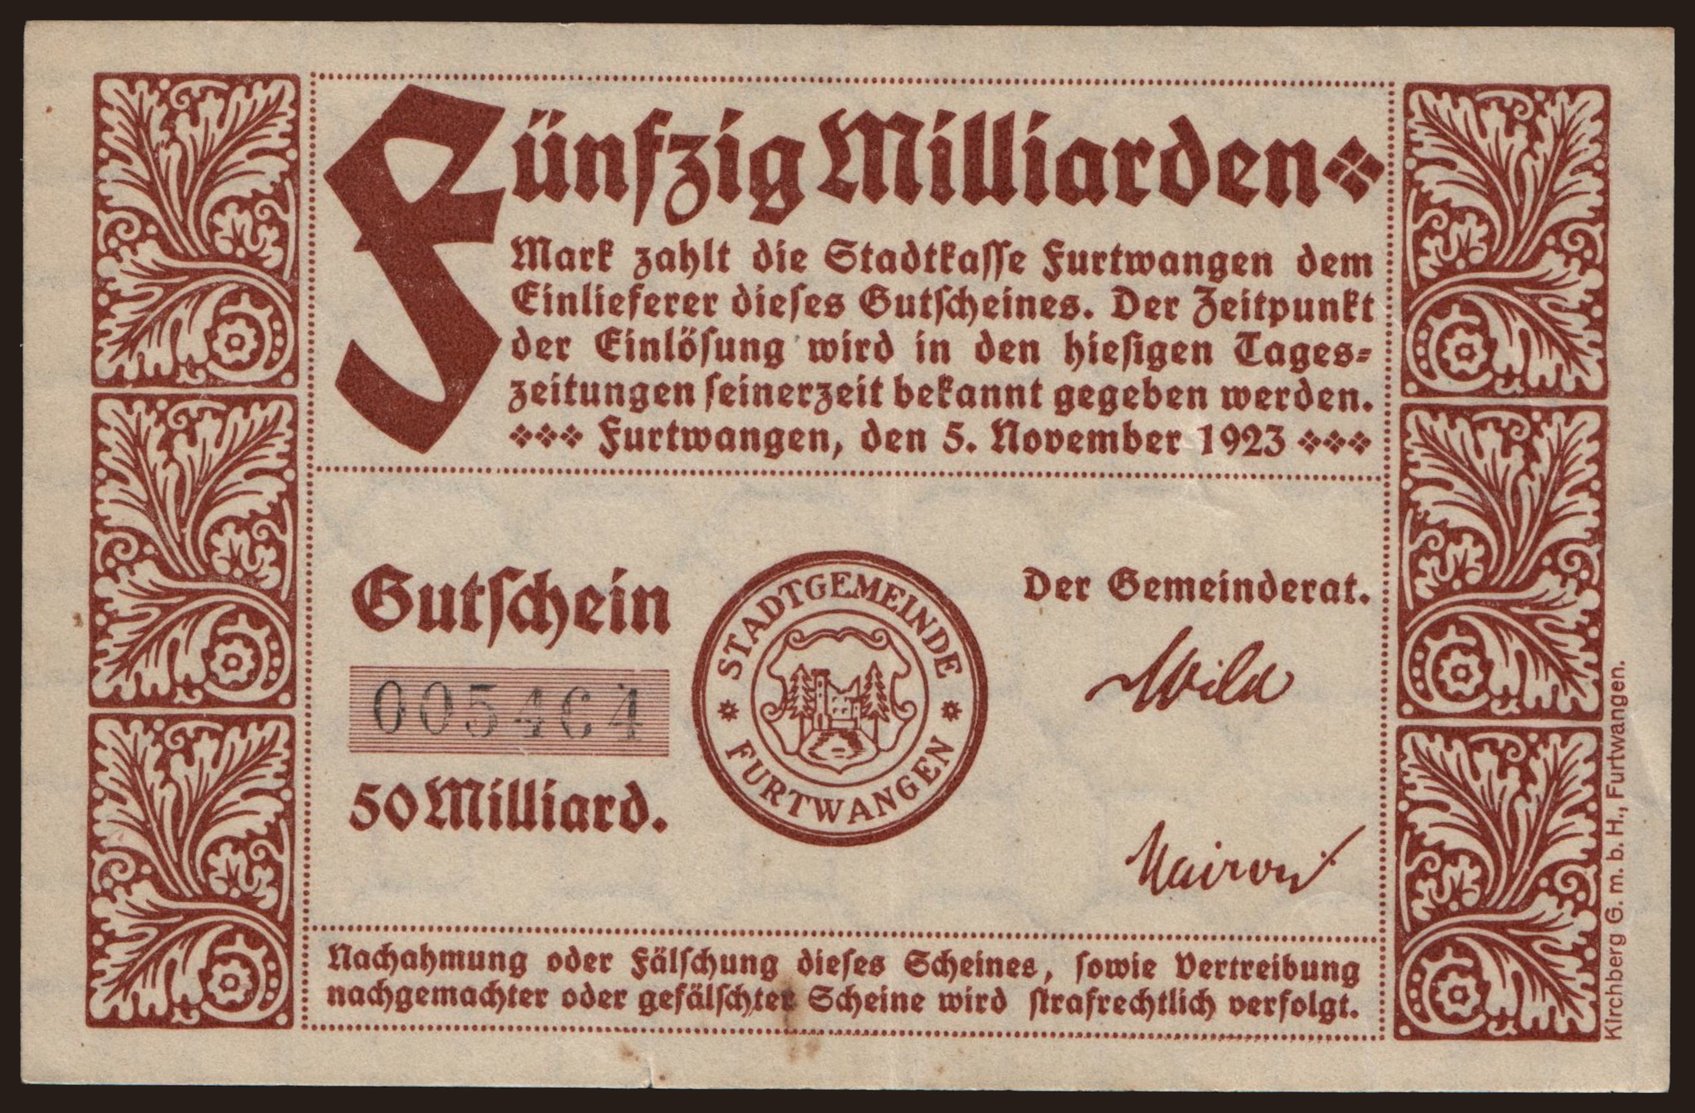 Fünfzig Milliarden
Mark zahlt die Stadtkasse Furtwangen dem
Einlieferer dieses Gutscheines. Der Zeitpunkt
der Einlösung wird in den hiesigen Tages=
zeitungen seinerzeit bekannt gegeben werden.
Furtwangen, den 5. November 1923
Gutschein
50 Milliard.
STADTGEMEINDE
FURTWANGEN
Der Gemeinderat.
Wild
Nachahmung oder Fälschung dieses Scheines, sowie Vertreibung
nachgemachter oder gefälschter Scheine wird strafrechtlich verfolgt.
Kirchberg G. m. b. H., Furtwangen.